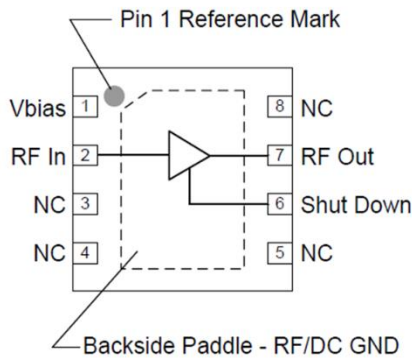 Pin 1 Reference Mark
Vbias 1 8 NC
RF In 2 7 RF Out
NC 3 6 Shut Down
NC 4 5 NC
Backside Paddle - RF/DC GND